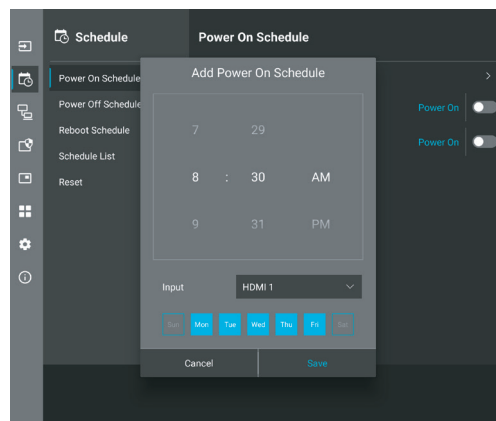 Schedule
Power On Schedule
Power On Schedule
Power Off Schedule
Reboot Schedule
Schedule List
Reset
Power On
Power On
Add Power On Schedule
7 29
8 : 30 AM
9 31 PM
Input HDMI 1
Sun Mon Tue Wed Thu Fri Sat
Cancel Save